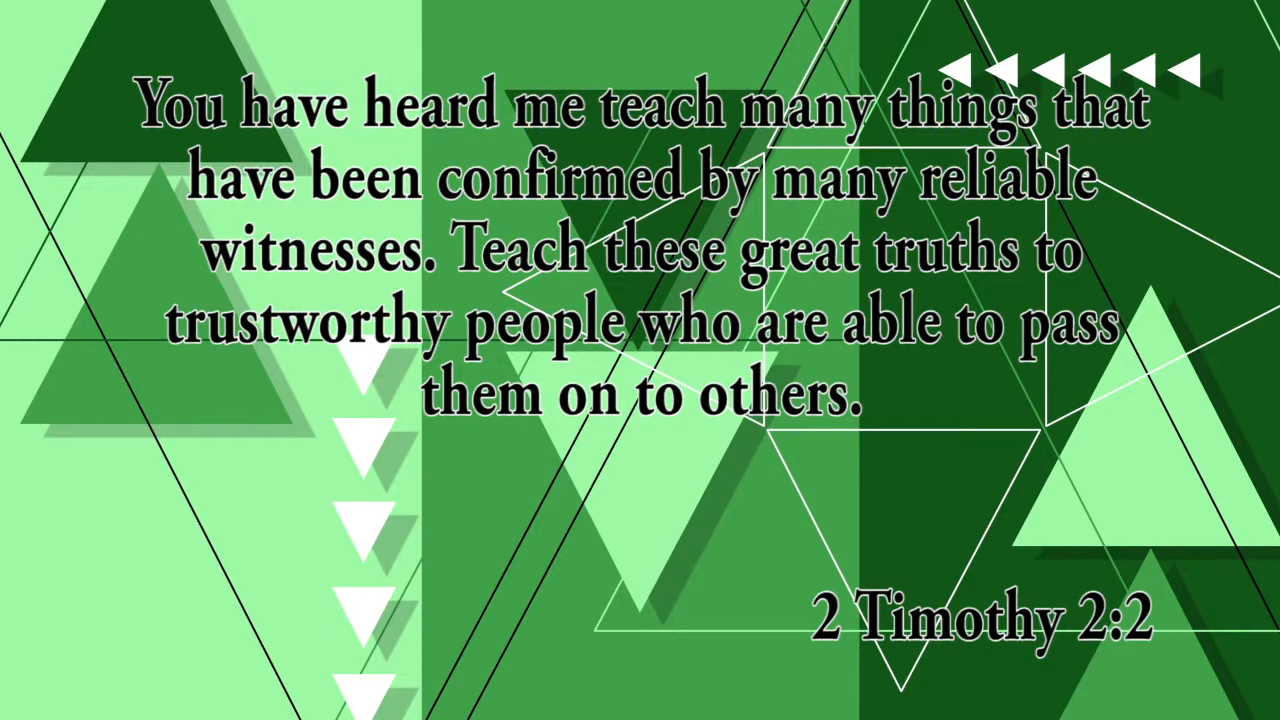 You have heard me teach many things that
have been confirmed by many reliable
witnesses. Teach these great truths to
trustworthy people who are able to pass
them on to others.
2 Timothy 2:2